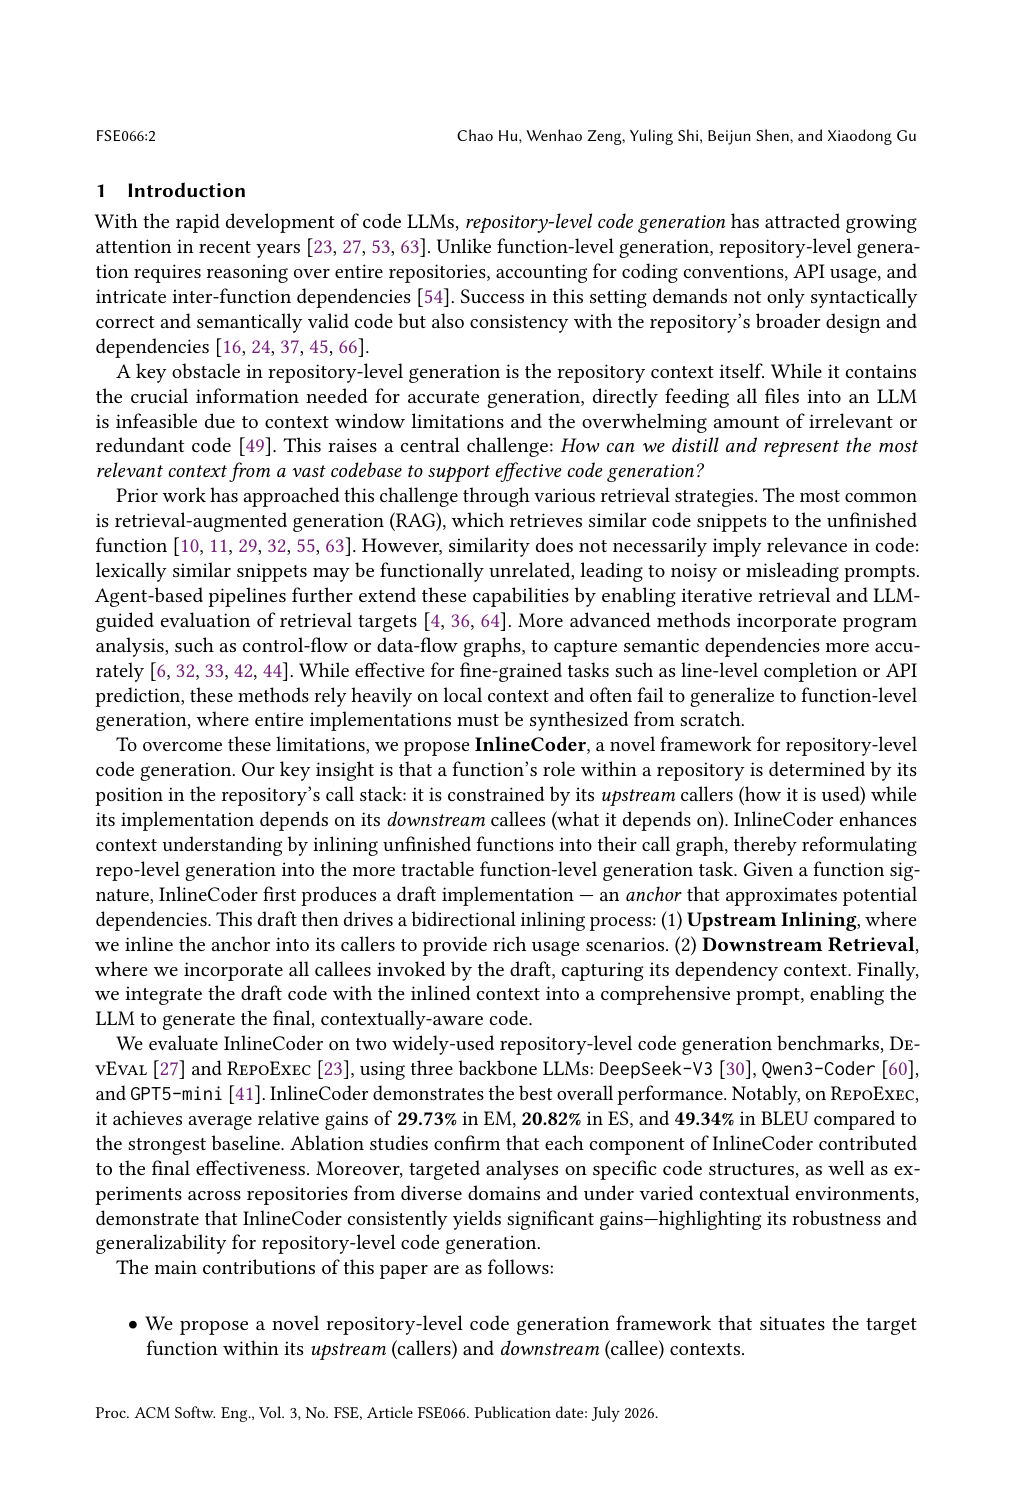 FSE066:2
Chao Hu, Wenhao Zeng, Yuling Shi, Beijun Shen, and Xiaodong Gu
1 Introduction
With the rapid development of code LLMs, repository-level code generation has attracted growing
attention in recent years [23, 27, 53, 63]. Unlike function-level generation, repository-level genera-
tion requires reasoning over entire repositories, accounting for coding conventions, API usage, and
intricate inter-function dependencies [54]. Success in this setting demands not only syntactically
correct and semantically valid code but also consistency with the repository's broader design and
dependencies [16, 24, 37, 45, 66].
A key obstacle in repository-level generation is the repository context itself. While it contains
the crucial information needed for accurate generation, directly feeding all files into an LLM
is infeasible due to context window limitations and the overwhelming amount of irrelevant or
redundant code [49]. This raises a central challenge: How can we distill and represent the most
relevant context from a vast codebase to support effective code generation?
Prior work has approached this challenge through various retrieval strategies. The most common
is retrieval-augmented generation (RAG), which retrieves similar code snippets to the unfinished
function [10, 11, 29, 32, 55, 63]. However, similarity does not necessarily imply relevance in code:
lexically similar snippets may be functionally unrelated, leading to noisy or misleading prompts.
Agent-based pipelines further extend these capabilities by enabling iterative retrieval and LLM-
guided evaluation of retrieval targets [4, 36, 64]. More advanced methods incorporate program
analysis, such as control-flow or data-flow graphs, to capture semantic dependencies more accu-
rately [6, 32, 33, 42, 44]. While effective for fine-grained tasks such as line-level completion or API
prediction, these methods rely heavily on local context and often fail to generalize to function-level
generation, where entire implementations must be synthesized from scratch.
To overcome these limitations, we propose InlineCoder, a novel framework for repository-level
code generation. Our key insight is that a function's role within a repository is determined by its
position in the repository's call stack: it is constrained by its upstream callers (how it is used) while
its implementation depends on its downstream callees (what it depends on). InlineCoder enhances
context understanding by inlining unfinished functions into their call graph, thereby reformulating
repo-level generation into the more tractable function-level generation task. Given a function sig-
nature, InlineCoder first produces a draft implementation — an anchor that approximates potential
dependencies. This draft then drives a bidirectional inlining process: (1) Upstream Inlining, where
we inline the anchor into its callers to provide rich usage scenarios. (2) Downstream Retrieval,
where we incorporate all callees invoked by the draft, capturing its dependency context. Finally,
we integrate the draft code with the inlined context into a comprehensive prompt, enabling the
LLM to generate the final, contextually-aware code.
We evaluate InlineCoder on two widely-used repository-level code generation benchmarks, DE-
VEVAL [27] and REPOEXEC [23], using three backbone LLMs: DeepSeek-V3 [30], Qwen3-Coder [60],
and GPT5-mini [41]. InlineCoder demonstrates the best overall performance. Notably, on REPOEXEC,
it achieves average relative gains of 29.73% in EM, 20.82% in ES, and 49.34% in BLEU compared to
the strongest baseline. Ablation studies confirm that each component of InlineCoder contributed
to the final effectiveness. Moreover, targeted analyses on specific code structures, as well as ex-
periments across repositories from diverse domains and under varied contextual environments,
demonstrate that InlineCoder consistently yields significant gains—highlighting its robustness and
generalizability for repository-level code generation.
The main contributions of this paper are as follows:
• We propose a novel repository-level code generation framework that situates the target
function within its upstream (callers) and downstream (callee) contexts.
Proc. ACM Softw. Eng., Vol. 3, No. FSE, Article FSE066. Publication date: July 2026.